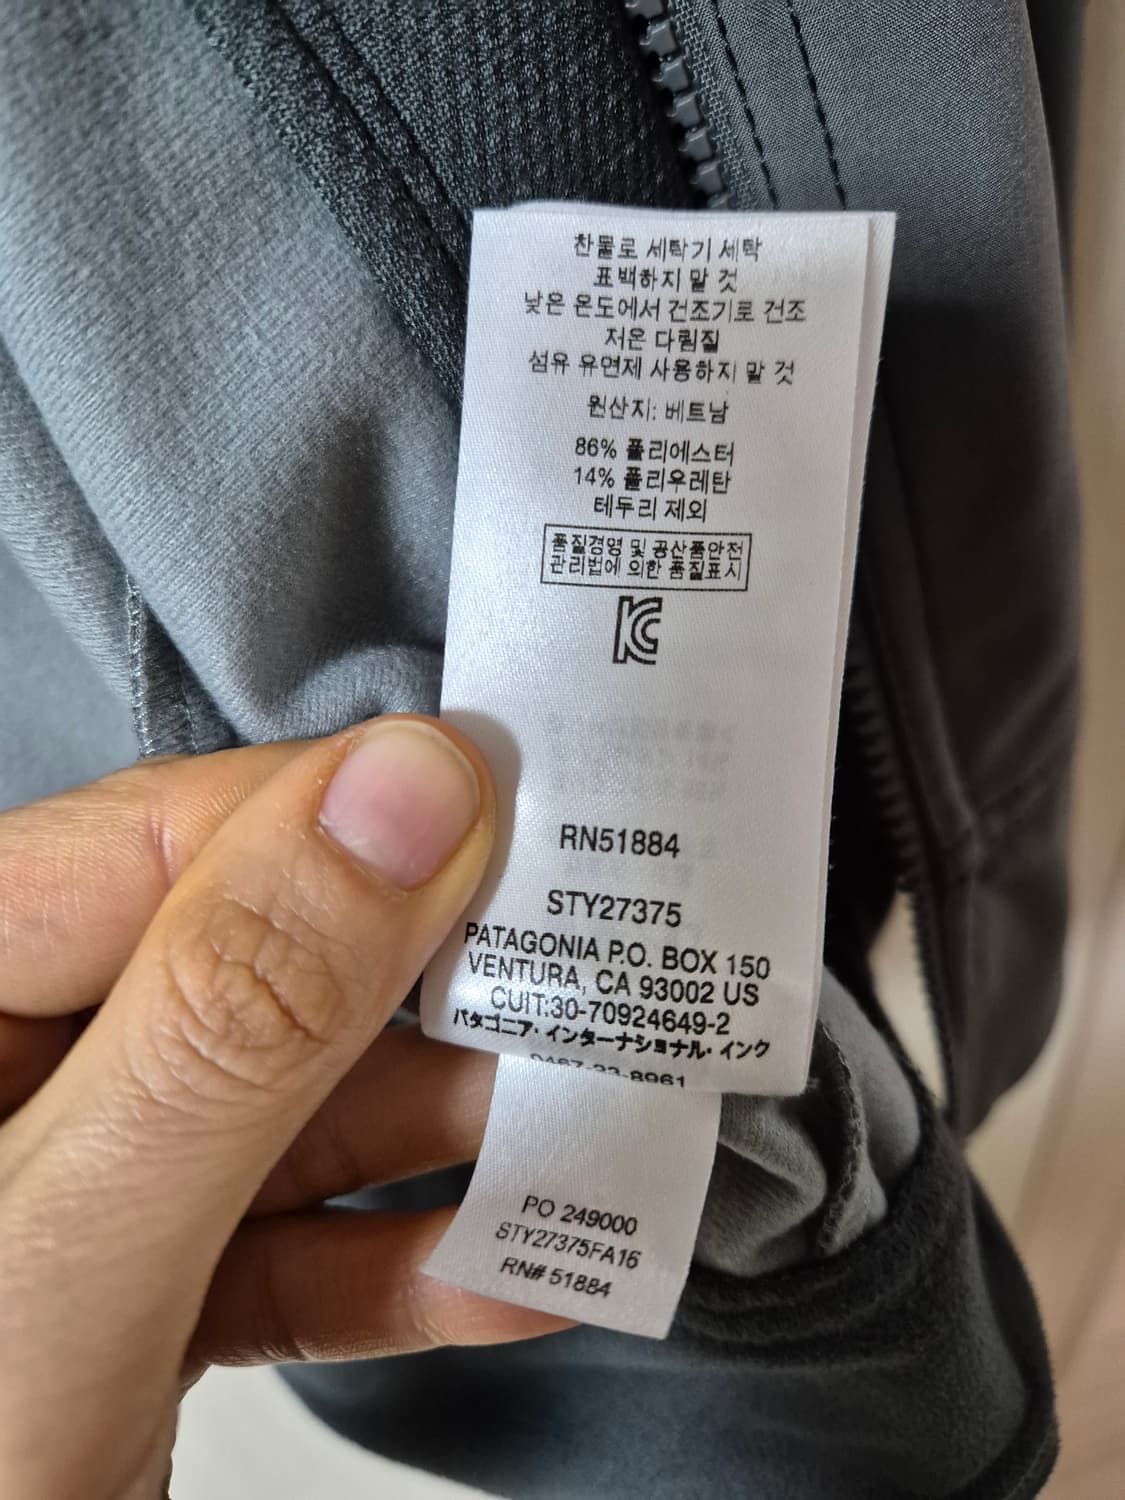 찬물로 세탁기 세탁
표백하지 말 것
낮은 온도에서 건조기로 건조
저온 다림질
섬유 유연제 사용하지 말 것
원산지: 베트남
86% 폴리에스터
14% 폴리우레탄
테두리 제외
품질경영 및 공산품안전
관리법에 의한 품질표시
KC
RN51884
STY27375
PATAGONIA P.O. BOX 150
VENTURA, CA 93002 US
CUIT:30-70924649-2
パタゴニア・インターナショナル・インク
0467-23-8961
PO 249000
STY27375FA16
RN# 51884